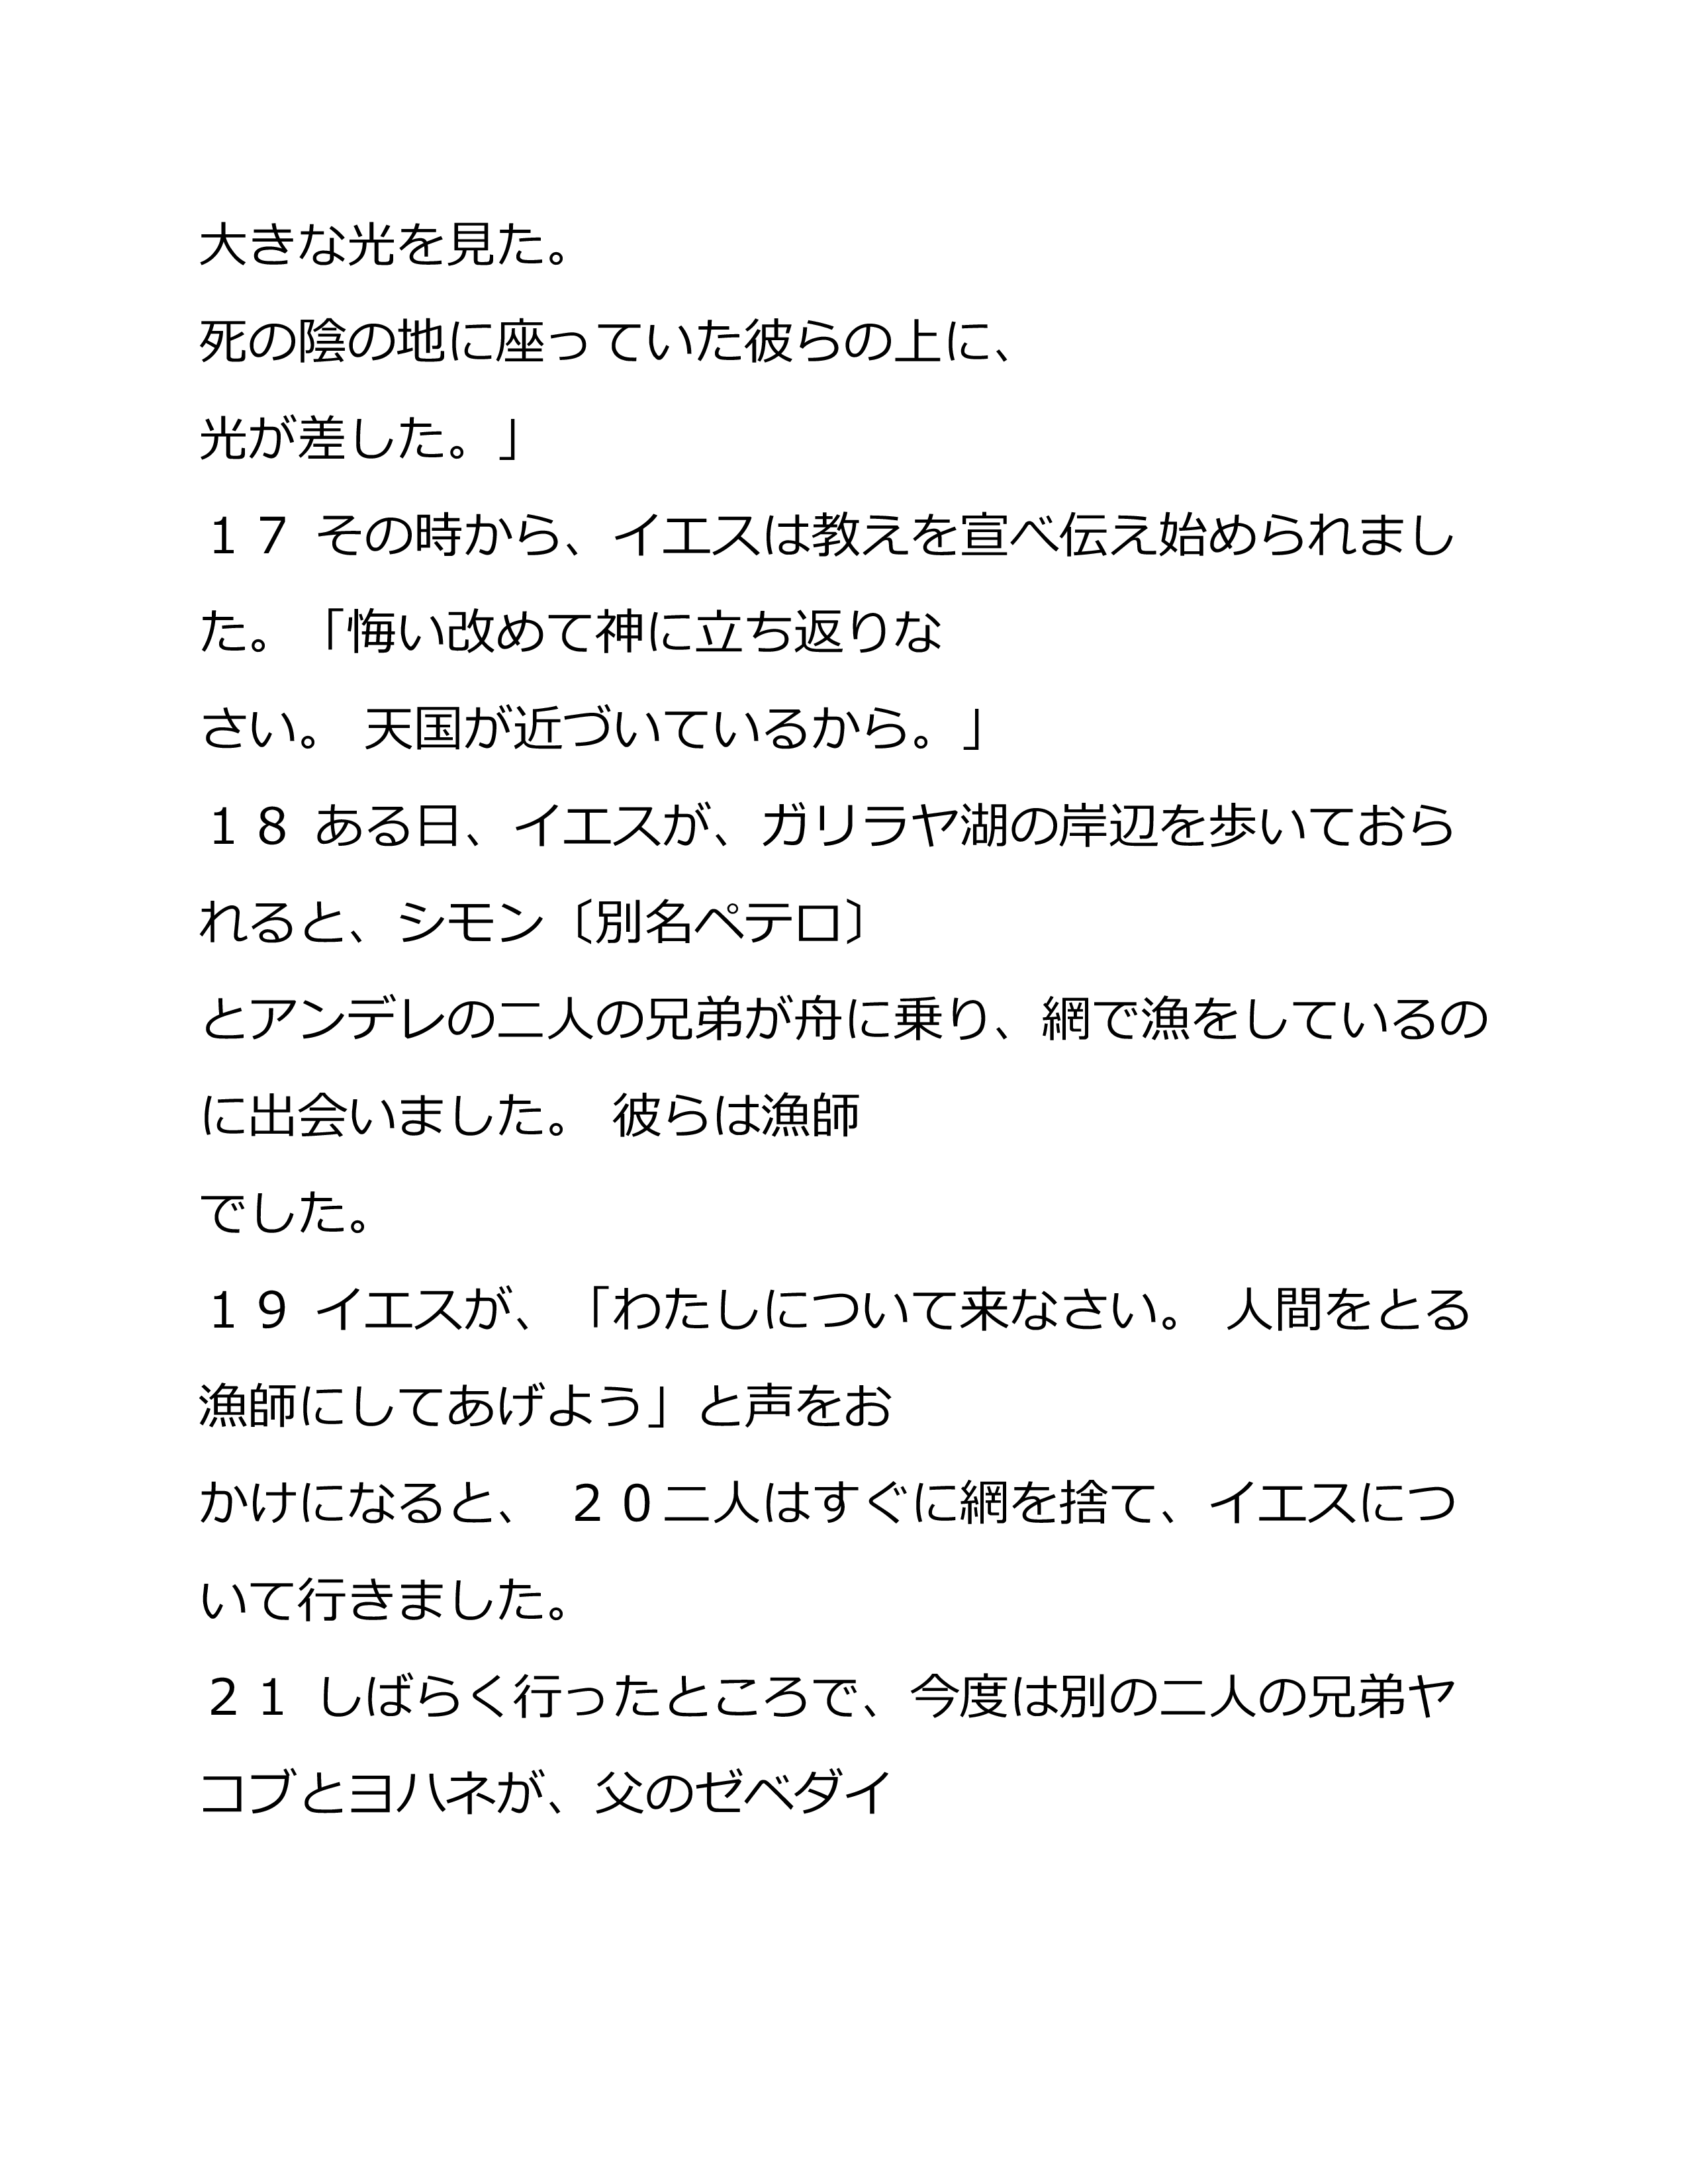 大きな光を見た。
死の陰の地に座っていた彼らの上に、
光が差した。」
１７ その時から、イエスは教えを宣べ伝え始められまし
た。「悔い改めて神に立ち返りな
さい。 天国が近づいているから。」
１８ ある日、イエスが、ガリラヤ湖の岸辺を歩いておら
れると、シモン〔別名ペテロ〕
とアンデレの二人の兄弟が舟に乗り、網で漁をしているの
に出会いました。 彼らは漁師
でした。
１９ イエスが、「わたしについて来なさい。 人間をとる
漁師にしてあげよう」と声をお
かけになると、 ２０二人はすぐに網を捨て、イエスにつ
いて行きました。
２１ しばらく行ったところで、今度は別の二人の兄弟ヤ
コブとヨハネが、父のゼベダイ